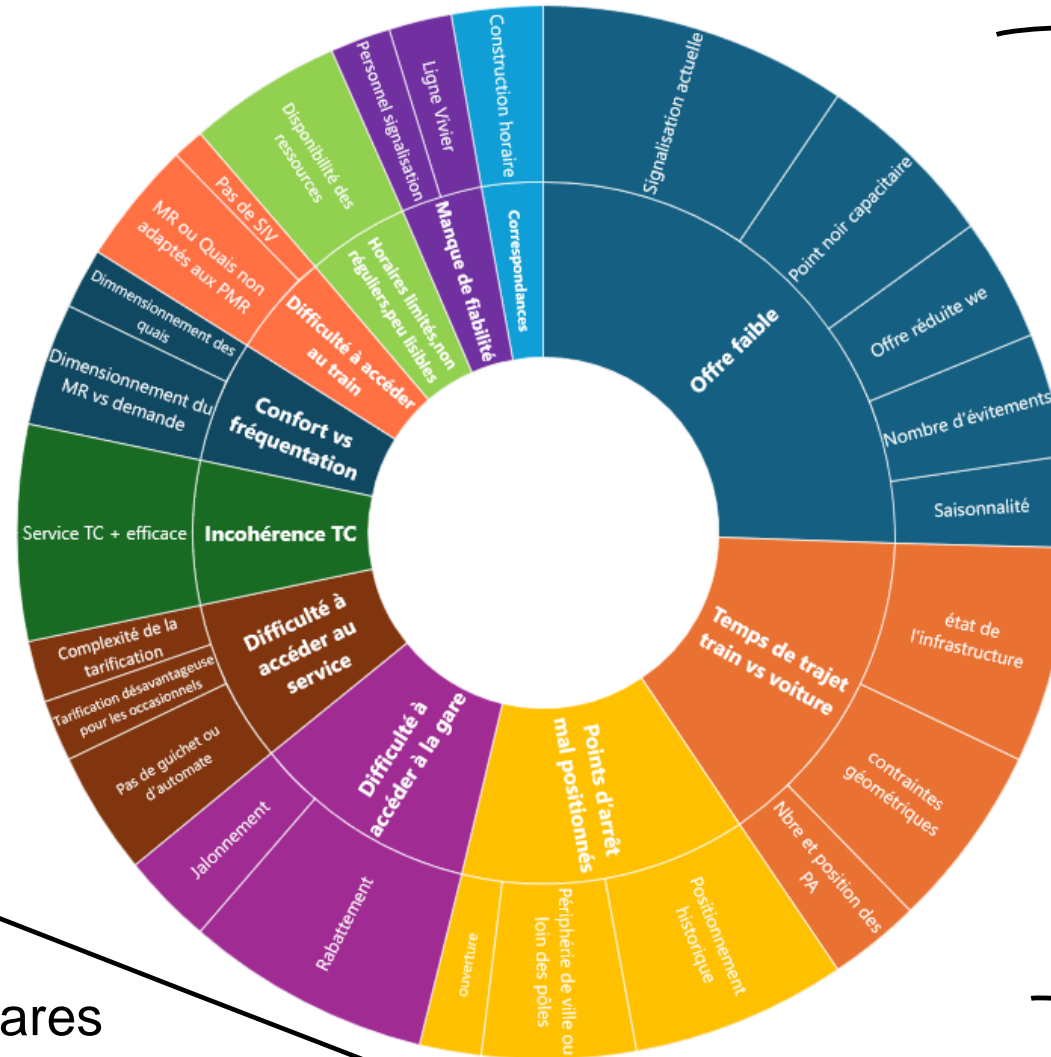 Signalisation actuelle
Point noir capacitaire
Offre réduite we
Nombre d'évitements
Saisonnalité
Offre faible
état de
l'infrastructure
contraintes
géométriques
Nbre et position des
PA
Temps de trajet
train vs voiture
Positionnement
historique
Périphérie de ville ou
loin des pôles
ouverture
Points d'arrêt
mal positionnés
Rabattement
Jalonnement
Difficulté à
accéder à la gare
Pas de guichet ou
d'automate
Tarification désavantageuse
pour les occasionnels
Complexité de la
tarification
Difficulté à
accéder au
service
Service TC + efficace
Incohérence TC
Dimensionnement du
MR vs demande
Dimmensionnement des
quais
Confort vs
fréquentation
MR ou Quais non
adaptés aux PMR
Pas de SIV
Difficulté à accéder
au train
Disponibilité des
ressources
Horaires limités,non
réguliers,peu lisibles
Personnel signalisation
Ligne Vivier
Manque de fiabilité
Construction horaire
Correspondances
ares